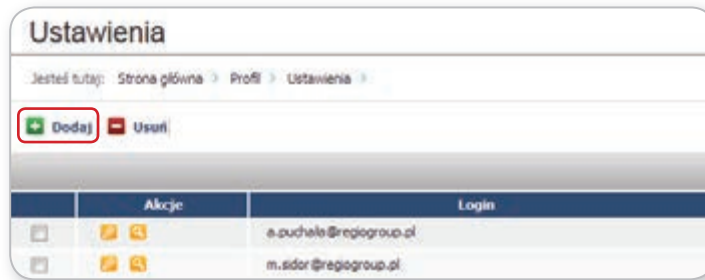 Ustawienia
Jesteś tutaj: Strona główna Profil Ustawienia
Dodaj Usuń
Akcje Login
a.puchala@regiogroup.pl
m.sidor@regiogroup.pl